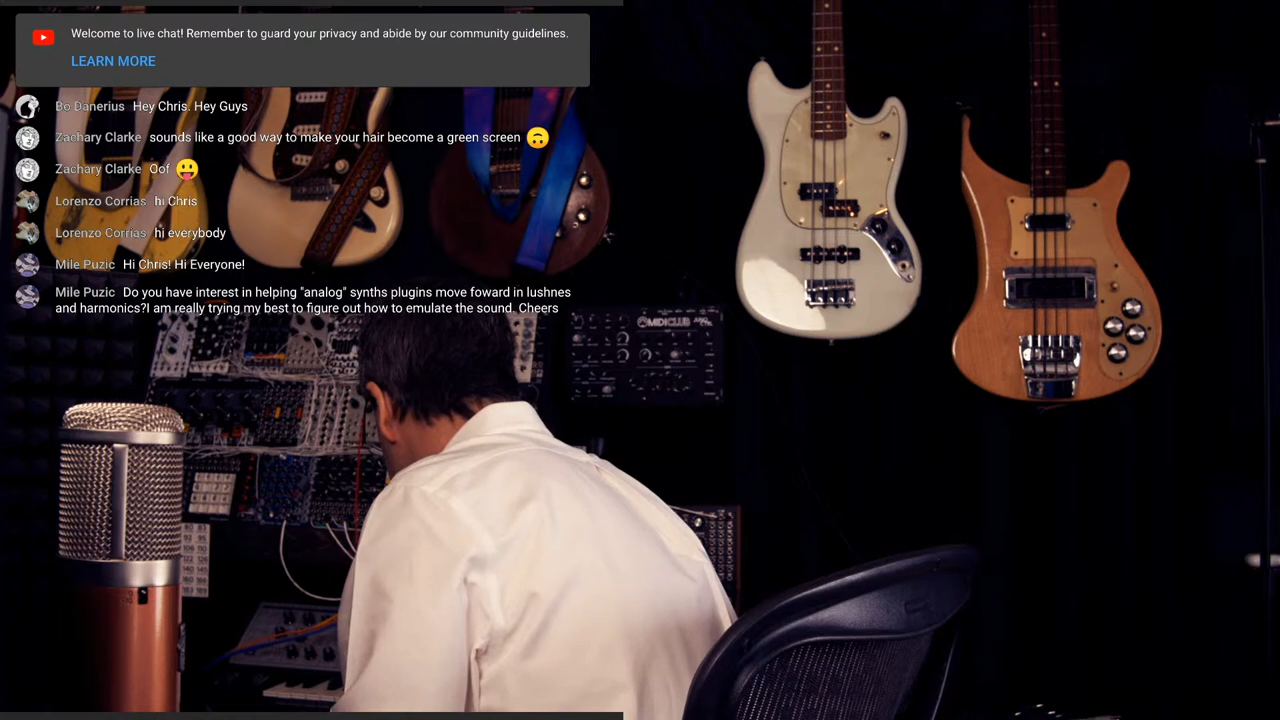 Welcome to live chat! Remember to guard your privacy and abide by our community guidelines.
LEARN MORE
Bo Danerius Hey Chris. Hey Guys
Zachary Clarke sounds like a good way to make your hair become a green screen 🙃
Zachary Clarke Oof 😛
Lorenzo Corrias hi Chris
Lorenzo Corrias hi everybody
Mile Puzic Hi Chris! Hi Everyone!
Mile Puzic Do you have interest in helping "analog" synths plugins move foward in lushnes
and harmonics?I am really trying my best to figure out how to emulate the sound. Cheers
MIDICLUB